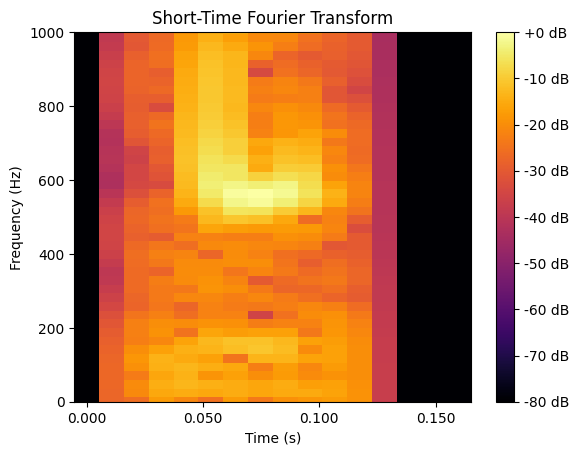 Short-Time Fourier Transform
1000
800
600
400
200
0
Frequency (Hz)
0.000
0.050
0.100
0.150
Time (s)
+0 dB
-10 dB
-20 dB
-30 dB
-40 dB
-50 dB
-60 dB
-70 dB
-80 dB